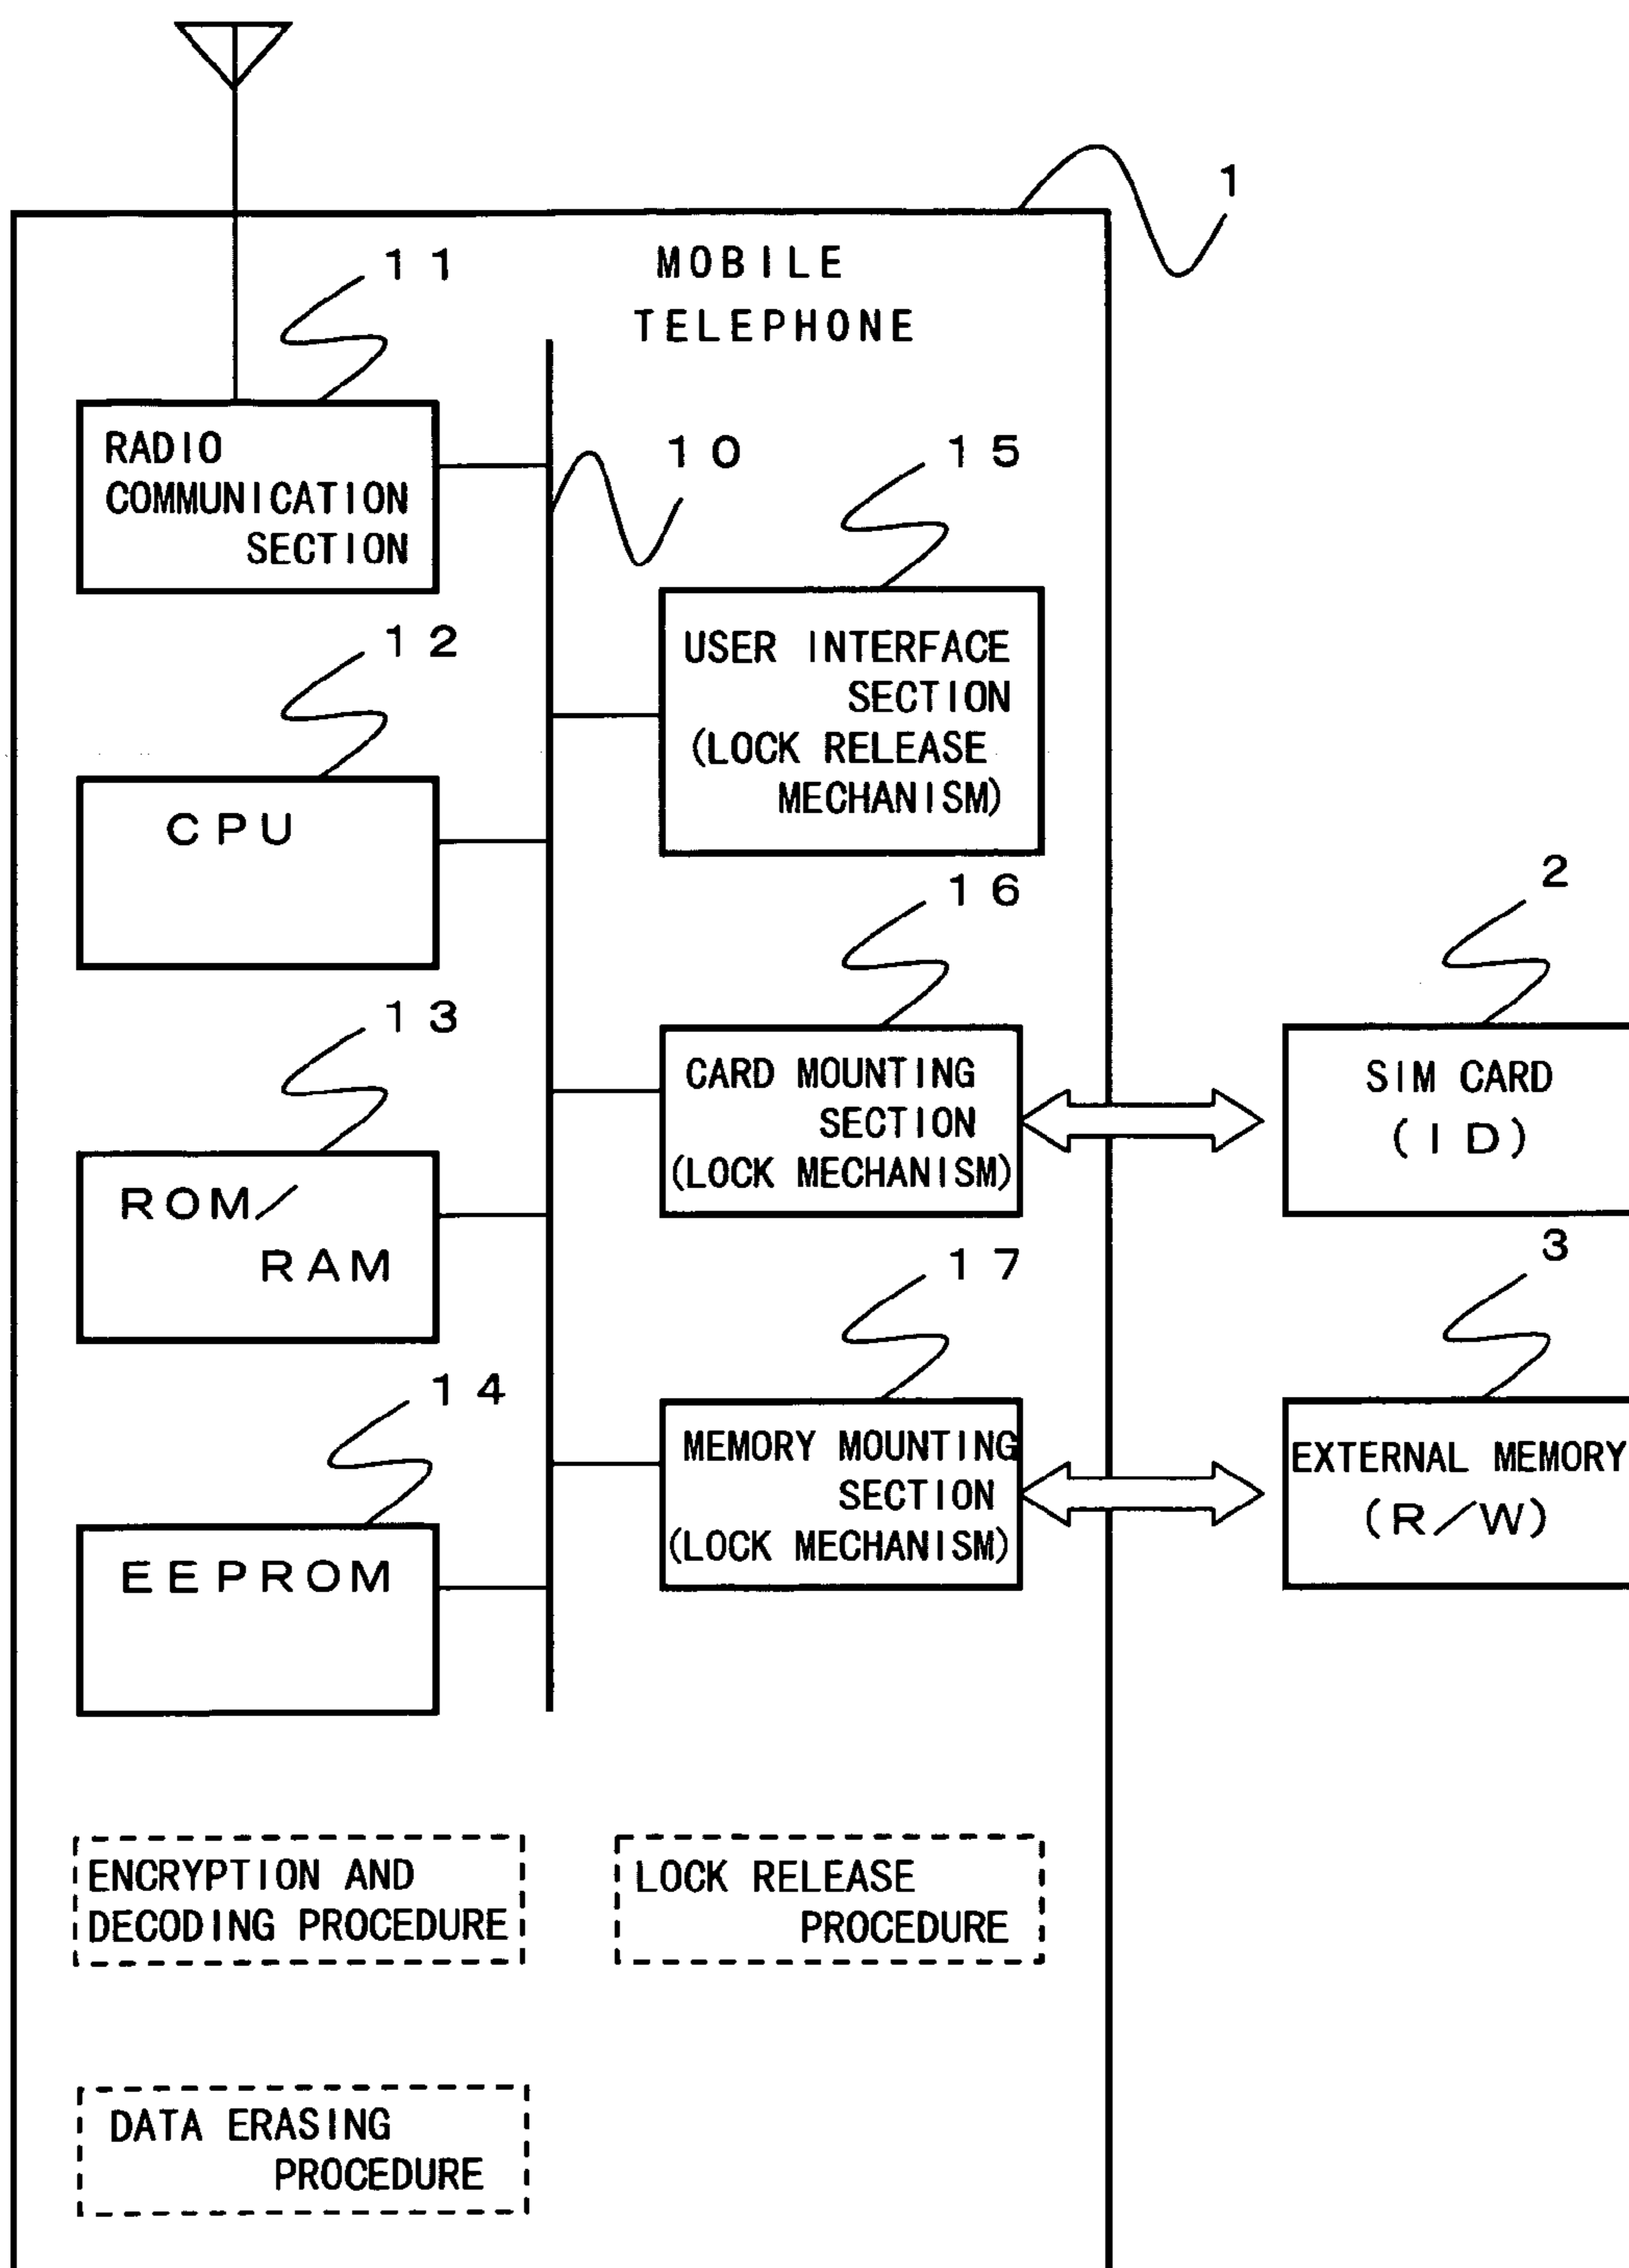 1
MOBILE
TELEPHONE
11
RADIO
COMMUNICATION
SECTION
10
15
USER INTERFACE
SECTION
(LOCK RELEASE
MECHANISM)
12
CPU
16
CARD MOUNTING
SECTION
(LOCK MECHANISM)
2
SIM CARD
(ID)
13
ROM/
RAM
17
MEMORY MOUNTING
SECTION
(LOCK MECHANISM)
3
EXTERNAL MEMORY
(R/W)
14
EEPROM
ENCRYPTION AND
DECODING PROCEDURE
LOCK RELEASE
PROCEDURE
DATA ERASING
PROCEDURE